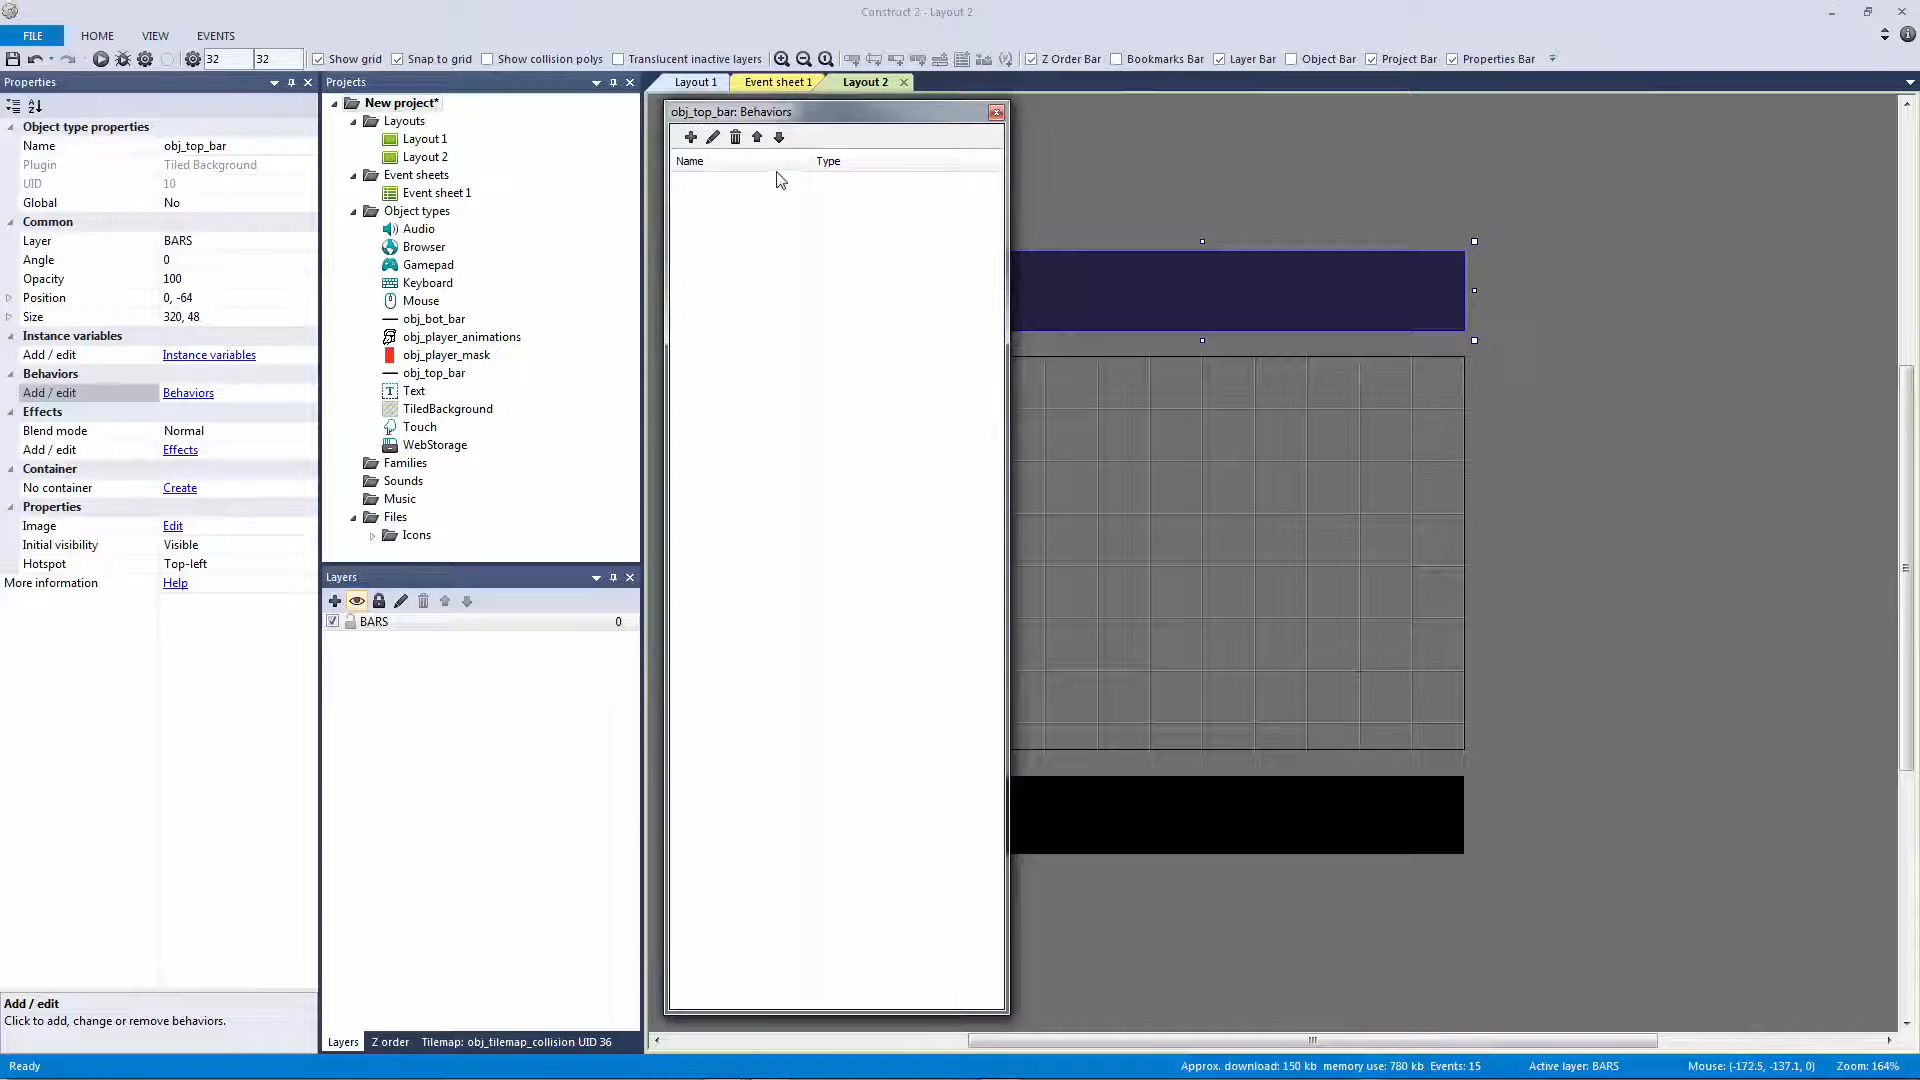 Construct 2 - Layout 2
FILE HOME VIEW EVENTS
32 32 Show grid Snap to grid Show collision polys Translucent inactive layers Z Order Bar Bookmarks Bar Layer Bar Object Bar Project Bar Properties Bar
Properties
Object type properties
Name obj_top_bar
Plugin Tiled Background
UID 10
Global No
Common
Layer BARS
Angle 0
Opacity 100
Position 0, -64
Size 320, 48
Instance variables
Add / edit Instance variables
Behaviors
Add / edit Behaviors
Effects
Blend mode Normal
Add / edit Effects
Container
No container Create
Properties
Image Edit
Initial visibility Visible
Hotspot Top-left
More information Help
Add / edit
Click to add, change or remove behaviors.
Projects
New project*
Layouts
Layout 1
Layout 2
Event sheets
Event sheet 1
Object types
Audio
Browser
Gamepad
Keyboard
Mouse
obj_bot_bar
obj_player_animations
obj_player_mask
obj_top_bar
Text
TiledBackground
Touch
WebStorage
Families
Sounds
Music
Files
Icons
Layers
BARS 0
Layers Z order Tilemap: obj_tilemap_collision UID 36
Layout 1 Event sheet 1 Layout 2
obj_top_bar: Behaviors
Name Type
Ready Approx. download: 150 kb memory use: 780 kb Events: 15 Active layer: BARS Mouse: (-172.5, -137.1, 0) Zoom: 164%